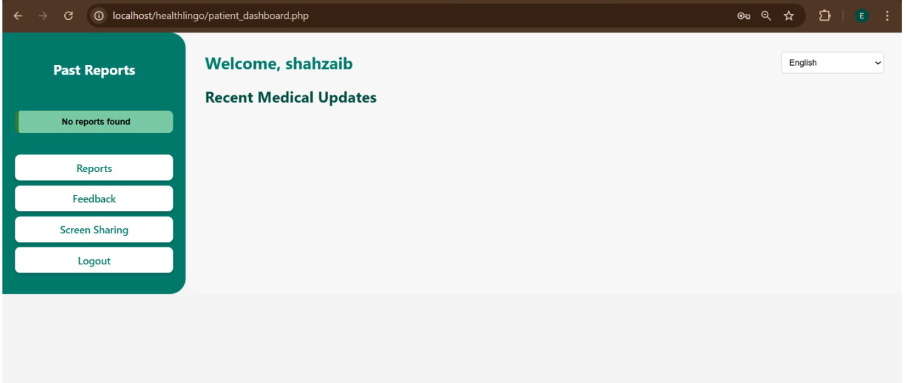 localhost/healthlingo/patient_dashboard.php
E
Past Reports
No reports found
Reports
Feedback
Screen Sharing
Logout
Welcome, shahzaib
English
Recent Medical Updates